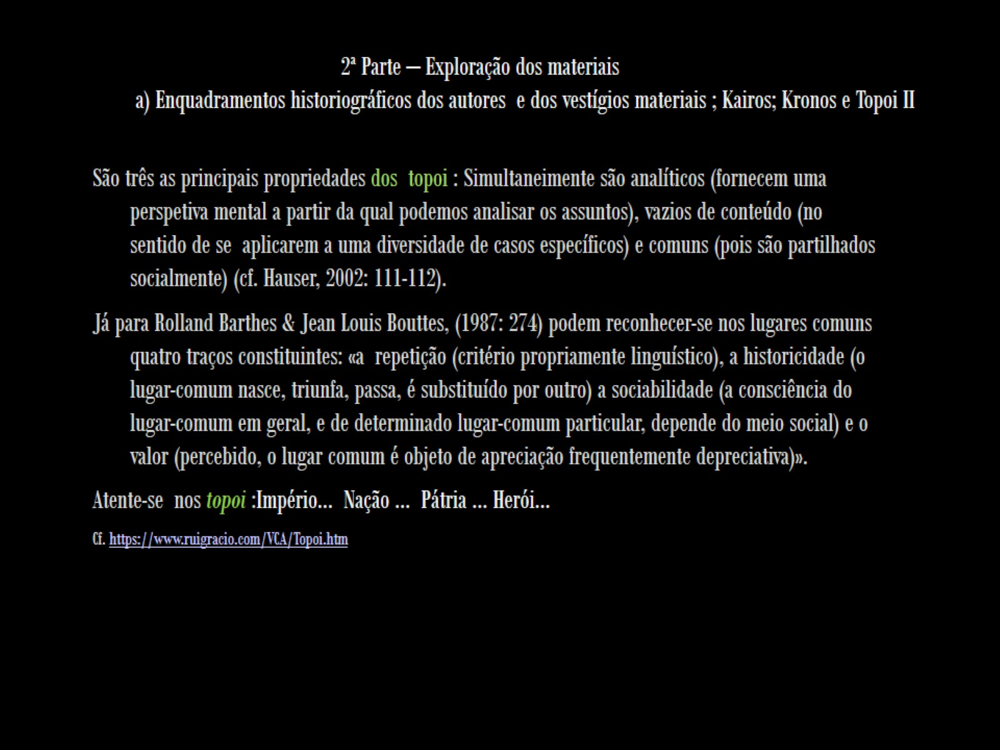 2ª Parte — Exploração dos materiais
a) Enquadramentos historiográficos dos autores e dos vestígios materiais ; Kairos; Kronos e Topoi II
São três as principais propriedades dos topoi : Simultaneimente são analíticos (fornecem uma
perspetiva mental a partir da qual podemos analisar os assuntos), vazios de conteúdo (no
sentido de se aplicarem a uma diversidade de casos específicos) e comuns (pois são partilhados
socialmente) (cf. Hauser, 2002: 111-112).
Já para Rolland Barthes & Jean Louis Bouttes, (1987: 274) podem reconhecer-se nos lugares comuns
quatro traços constituintes: «a repetição (critério propriamente linguístico), a historicidade (o
lugar-comum nasce, triunfa, passa, é substituído por outro) a sociabilidade (a consciência do
lugar-comum em geral, e de determinado lugar-comum particular, depende do meio social) e o
valor (percebido, o lugar comum é objeto de apreciação frequentemente depreciativa)».
Atente-se nos topoi :Império... Nação ... Pátria ... Herói...
Cf. https://www.ruigracio.com/VCA/Topoi.htm